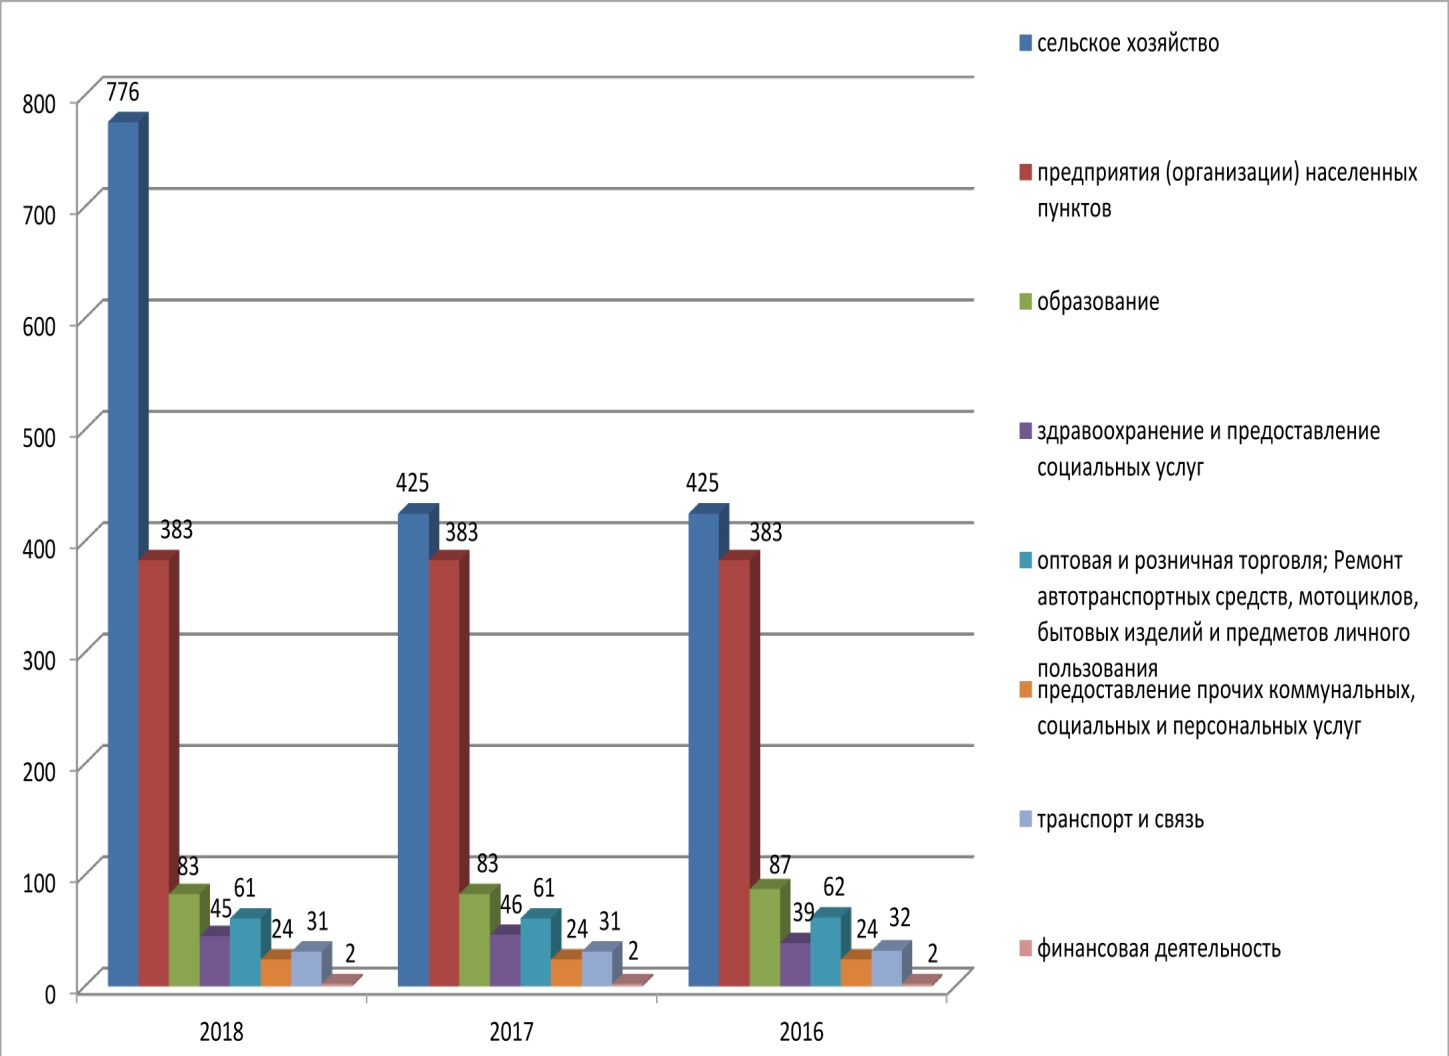 800
700
600
500
400
300
200
100
0
776
383
83
45
61
24
31
2
425
383
83
46
61
24
31
2
425
383
87
39
62
24
32
2
2018
2017
2016
сельское хозяйство
предприятия (организации) населенных
пунктов
образование
здравоохранение и предоставление
социальных услуг
оптовая и розничная торговля; Ремонт
автотранспортных средств, мотоциклов,
бытовых изделий и предметов личного
пользования
предоставление прочих коммунальных,
социальных и персональных услуг
транспорт и связь
финансовая деятельность